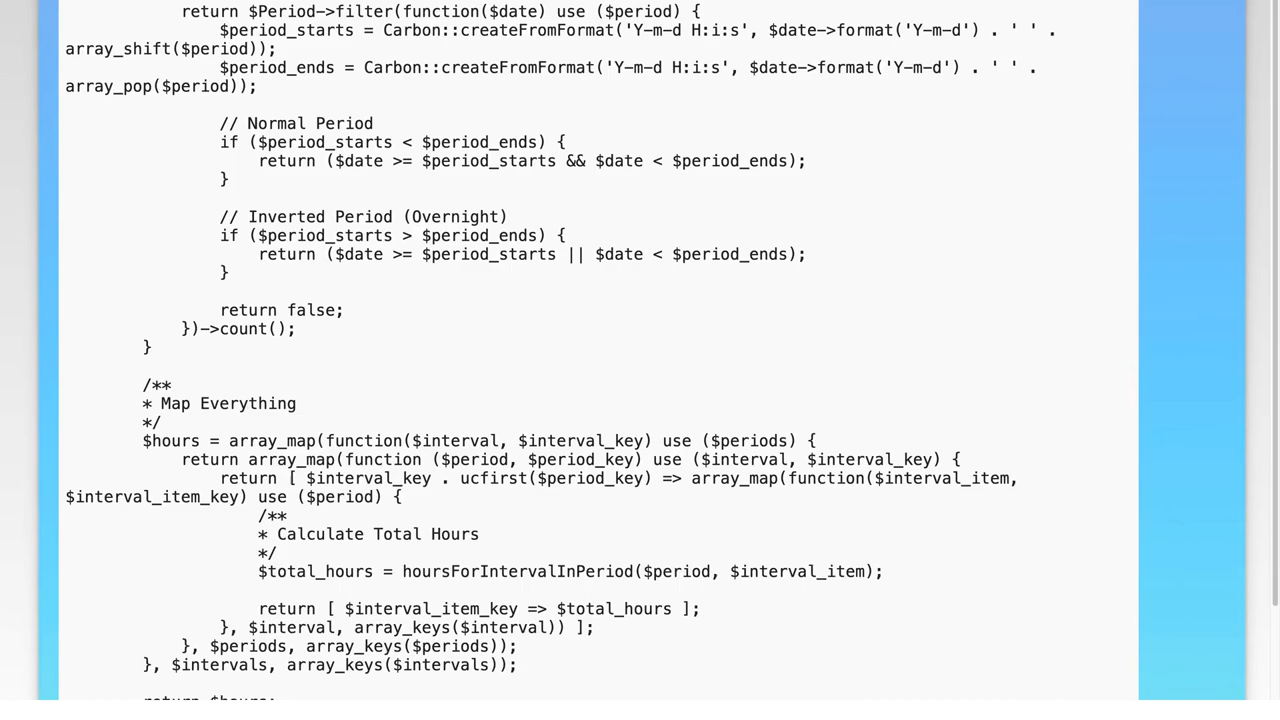 return $Period->filter(function($date) use ($period) {
$period_starts = Carbon::createFromFormat('Y-m-d H:i:s', $date->format('Y-m-d') . ' ' .
array_shift($period));
$period_ends = Carbon::createFromFormat('Y-m-d H:i:s', $date->format('Y-m-d') . ' ' .
array_pop($period));
// Normal Period
if ($period_starts < $period_ends) {
return ($date >= $period_starts && $date < $period_ends);
}
// Inverted Period (Overnight)
if ($period_starts > $period_ends) {
return ($date >= $period_starts || $date < $period_ends);
}
return false;
})->count();
}
/**
* Map Everything
*/
$hours = array_map(function($interval, $interval_key) use ($periods) {
return array_map(function ($period, $period_key) use ($interval, $interval_key) {
return [ $interval_key . ucfirst($period_key) => array_map(function($interval_item,
$interval_item_key) use ($period) {
/**
* Calculate Total Hours
*/
$total_hours = hoursForIntervalInPeriod($period, $interval_item);
return [ $interval_item_key => $total_hours ];
}, $interval, array_keys($interval)) ];
}, $periods, array_keys($periods));
}, $intervals, array_keys($intervals));
return $hours;